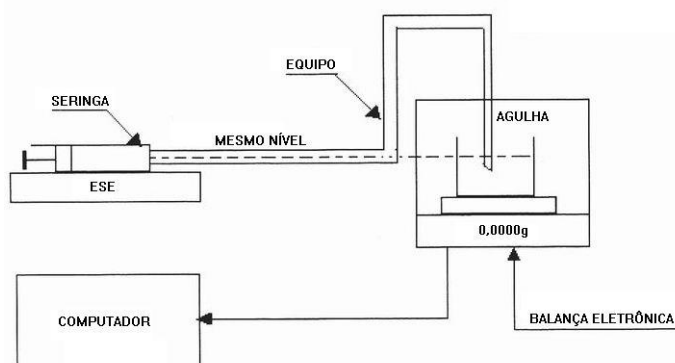 EQUIPO
SERINGA
AGULHA
MESMO NÍVEL
ESE
0,0000g
COMPUTADOR
BALANÇA ELETRÔNICA